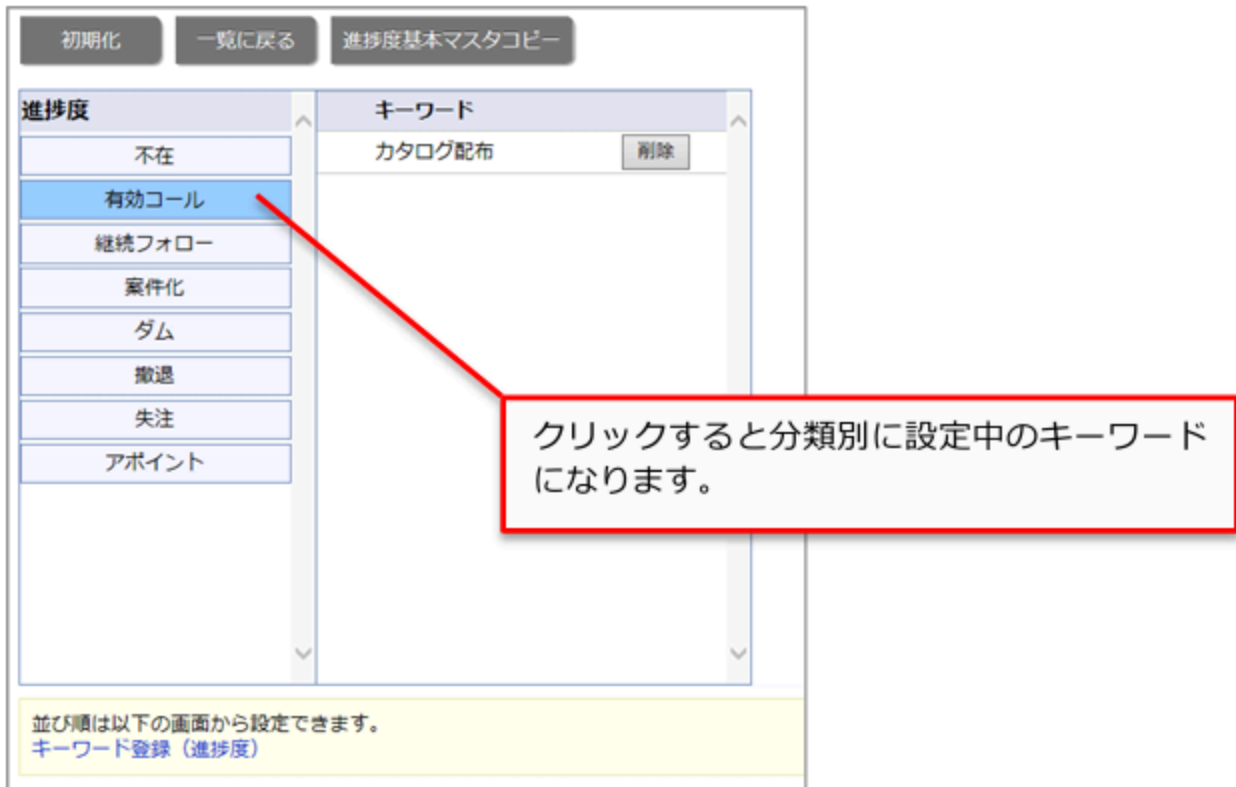 初期化 一覧に戻る 進捗度基本マスタコピー
進捗度 キーワード
不在 カタログ配布 削除
有効コール
継続フォロー
案件化
ダム
撤退
失注
アポイント
クリックすると分類別に設定中のキーワード
になります。
並び順は以下の画面から設定できます。
キーワード登録（進捗度）